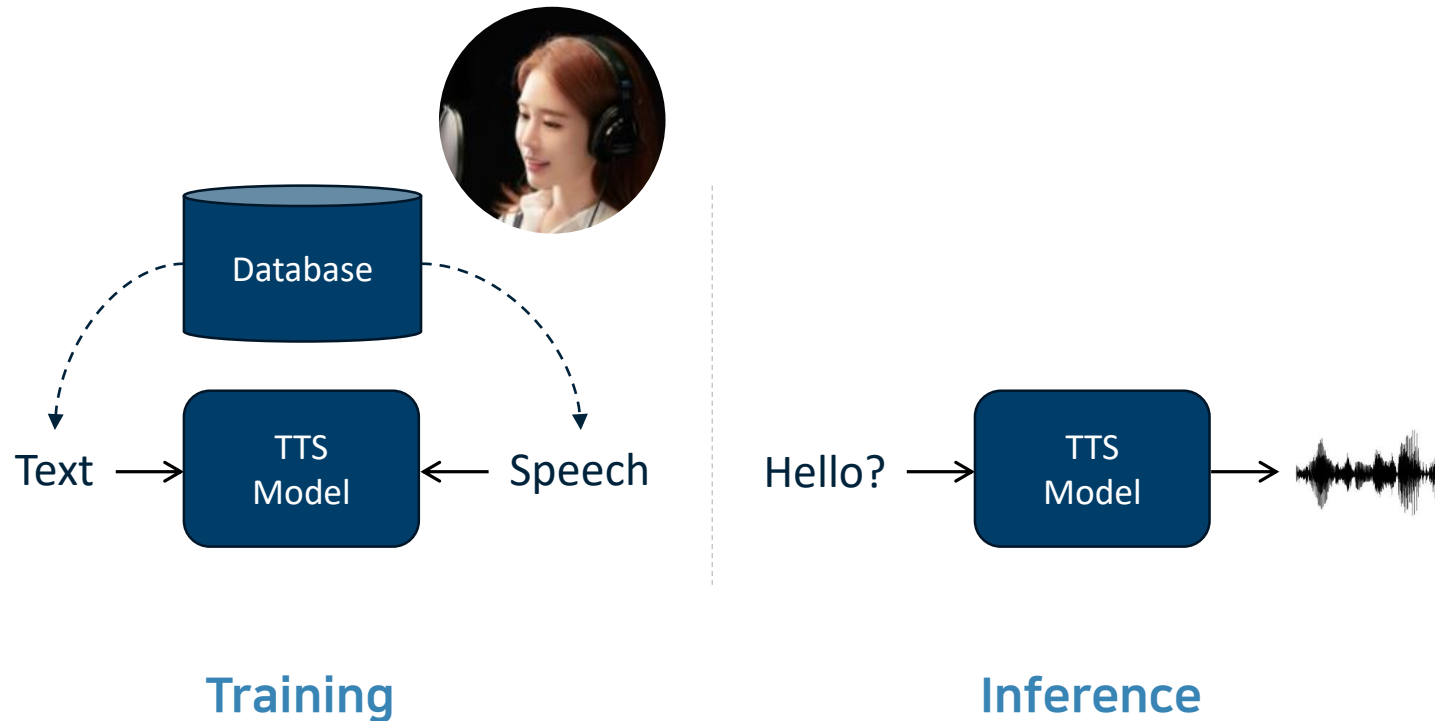 Database
Text
TTS
Model
Speech
Hello?
TTS
Model
Training
Inference